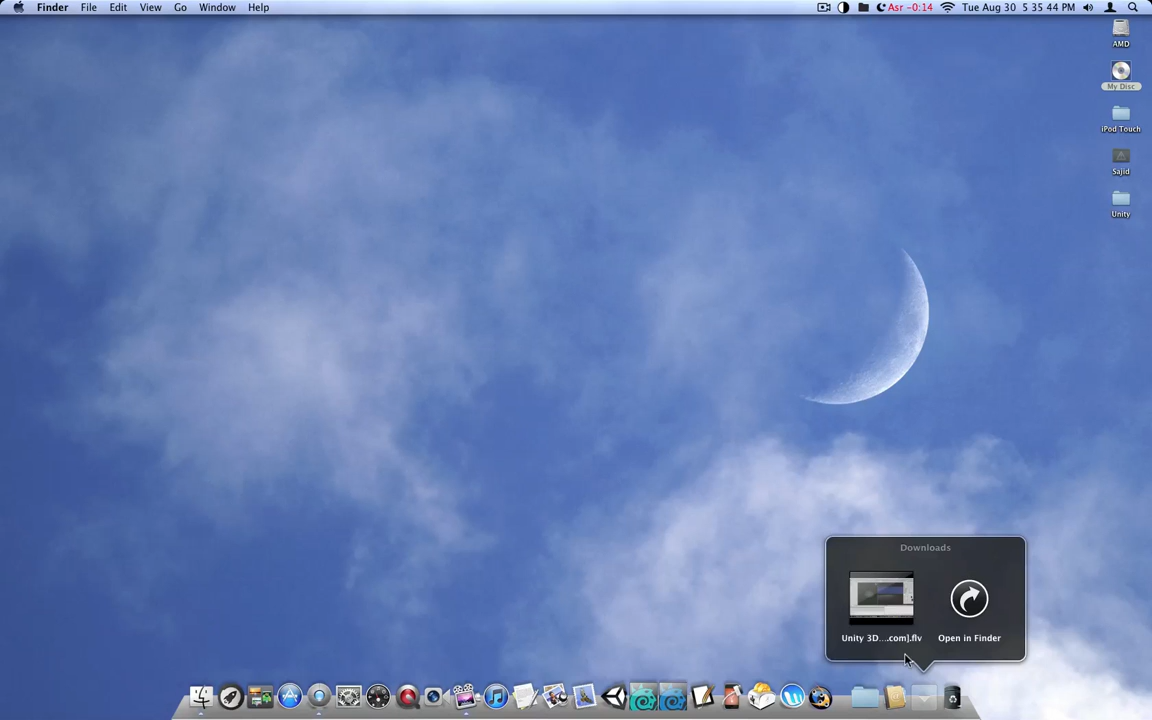 Finder File Edit View Go Window Help Asr -0:14 Tue Aug 30 5 35 44 PM
AMD
My Disc
iPod Touch
Sajid
Unity
Downloads
Unity 3D....com].flv Open in Finder